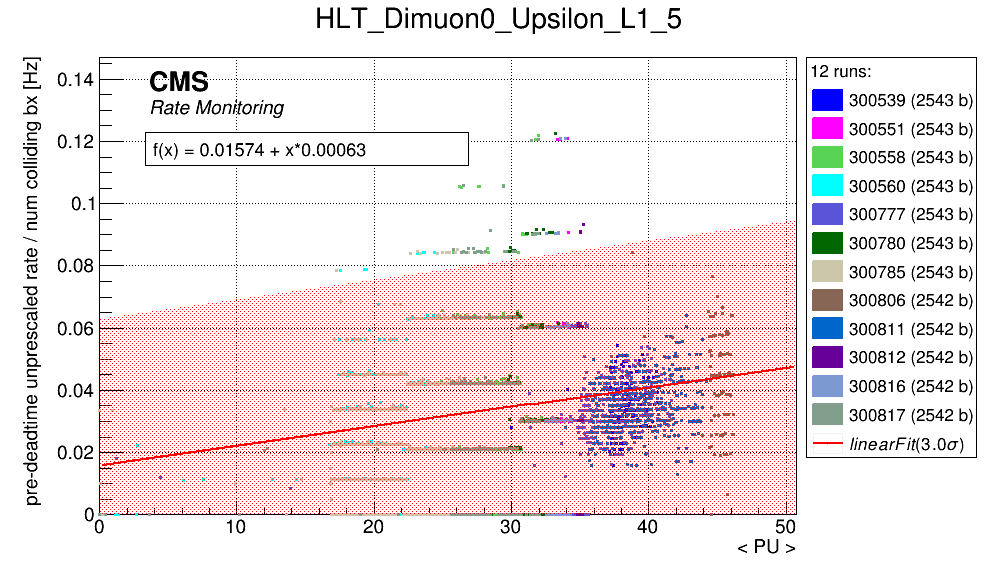 HLT_Dimuon0_Upsilon_L1_5
pre-deadtime unprescaled rate / num colliding bx [Hz]
0.14
0.12
0.1
0.08
0.06
0.04
0.02
0
CMS
Rate Monitoring
f(x) = 0.01574 + x*0.00063
0 10 20 30 40 50
< PU >
12 runs:
300539 (2543 b)
300551 (2543 b)
300558 (2543 b)
300560 (2543 b)
300777 (2543 b)
300780 (2543 b)
300785 (2543 b)
300806 (2542 b)
300811 (2542 b)
300812 (2542 b)
300816 (2542 b)
300817 (2542 b)
linearFit(3.0σ)